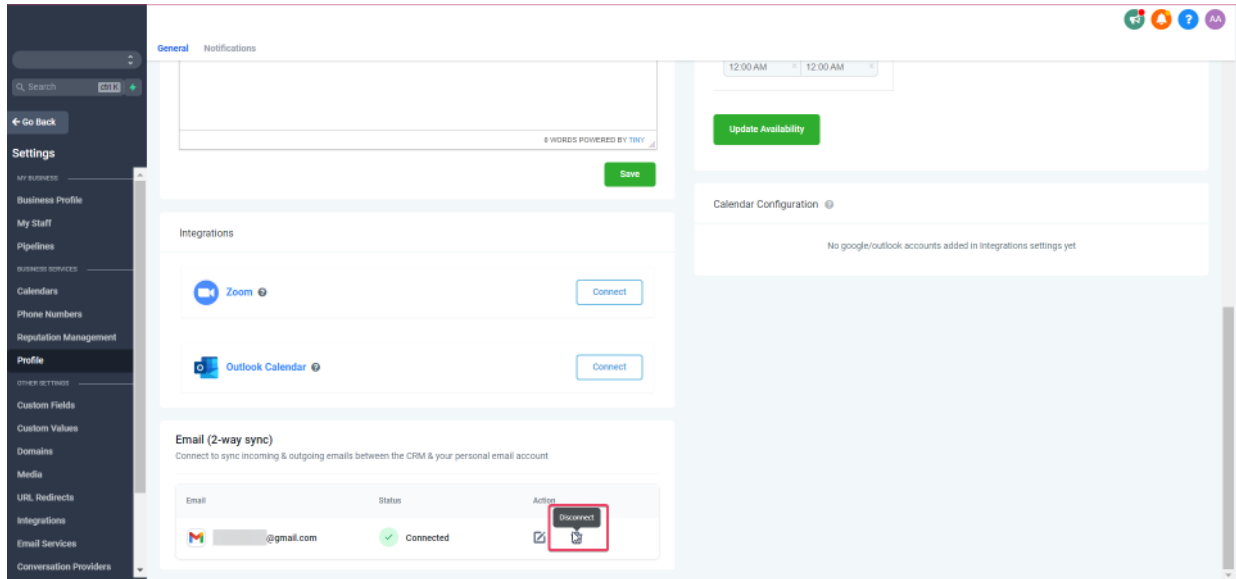 AA
General Notifications
Search ctrl K
Go Back
Settings
MY BUSINESS
Business Profile
My Staff
Pipelines
BUSINESS SERVICES
Calendars
Phone Numbers
Reputation Management
Profile
OTHER SETTINGS
Custom Fields
Custom Values
Domains
Media
URL Redirects
Integrations
Email Services
Conversation Providers
0 WORDS POWERED BY TINY
Save
Integrations
Zoom ?
Connect
Outlook Calendar ?
Connect
Email (2-way sync)
Connect to sync incoming & outgoing emails between the CRM & your personal email account
Email Status Action
Disconnect
@gmail.com Connected
12:00 AM × 12:00 AM ×
Update Availability
Calendar Configuration ?
No google/outlook accounts added in Integrations settings yet